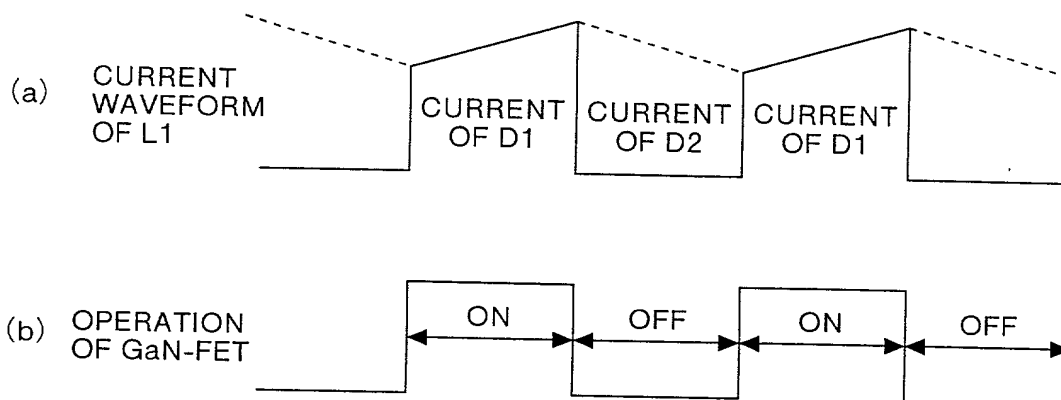 (a) CURRENT
WAVEFORM
OF L1
CURRENT
OF D1
CURRENT
OF D2
CURRENT
OF D1
(b) OPERATION
OF GaN-FET
ON
OFF
ON
OFF